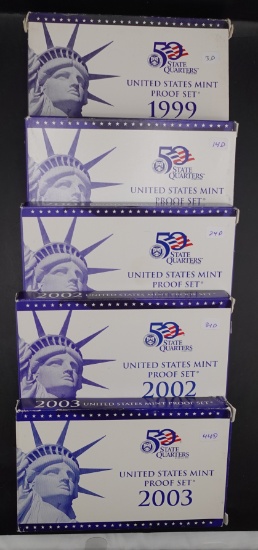 50
STATE
QUARTERS®
UNITED STATES MINT
PROOF SET®
1999
50
STATE
QUARTERS®
UNITED STATES MINT
PROOF SET®
50
STATE
QUARTERS®
UNITED STATES MINT
PROOF SET®
2002 UNITED STATES MINT PROOF SET®
50
STATE
QUARTERS®
UNITED STATES MINT
PROOF SET®
2002
2003 UNITED STATES MINT PROOF SET®
50
STATE
QUARTERS®
UNITED STATES MINT
PROOF SET®
2003